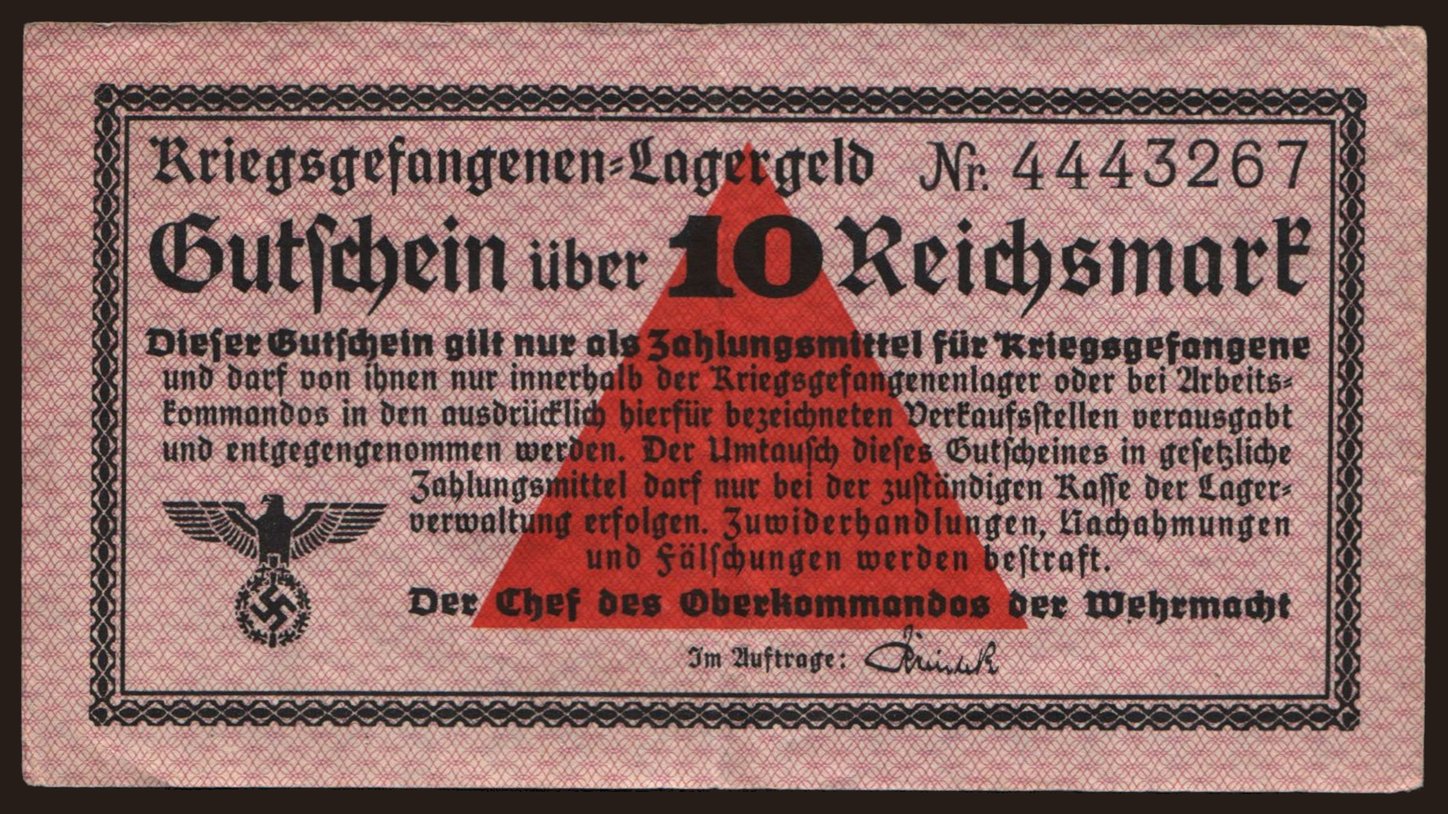 Kriegsgefangenen-Lagergeld Nr. 4443267
Gutschein über 10 Reichsmark
Dieser Gutschein gilt nur als Zahlungsmittel für Kriegsgefangene
und darf von ihnen nur innerhalb der Kriegsgefangenenlager oder bei Arbeits-
kommandos in den ausdrücklich hierfür bezeichneten Verkaufsstellen verausgabt
und entgegengenommen werden. Der Umtausch dieses Gutscheines in gesetzliche
Zahlungsmittel darf nur bei der zuständigen Kasse der Lager-
verwaltung erfolgen. Zuwiderhandlungen, Nachahmungen
und Fälschungen werden bestraft.
Der Chef des Oberkommandos der Wehrmacht
Im Auftrage: